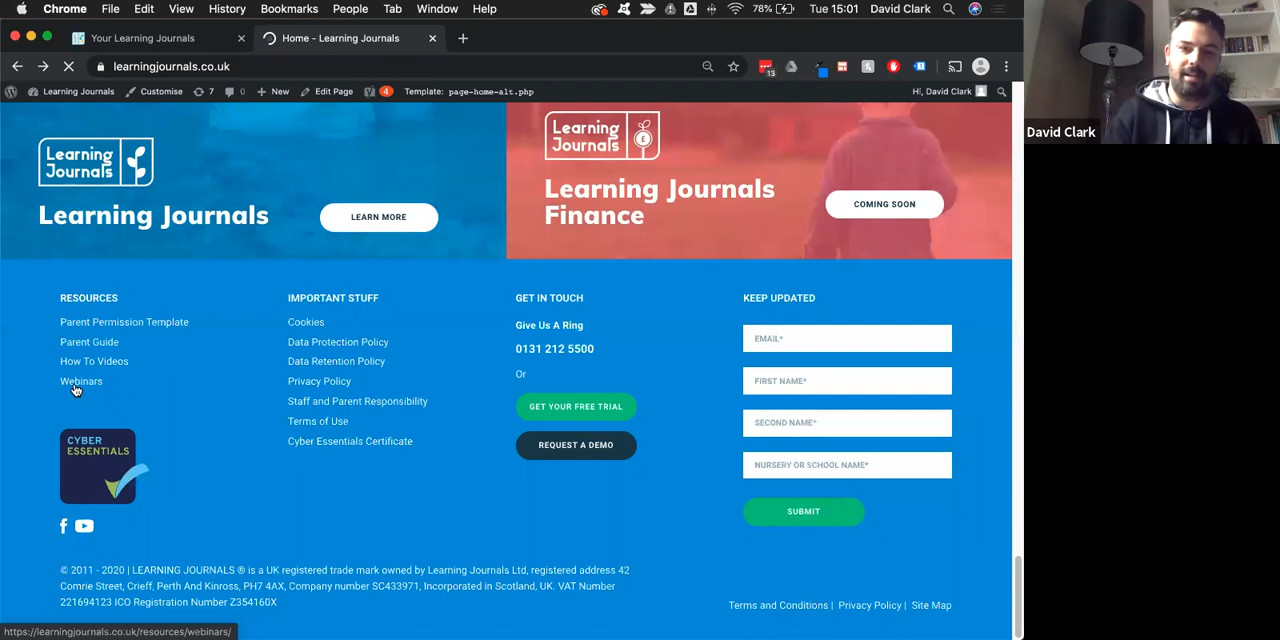 Chrome File Edit View History Bookmarks People Tab Window Help 78% Tue 15:01 David Clark
Your Learning Journals Home - Learning Journals
learningjournals.co.uk 13
Learning Journals Customise 7 0 New Edit Page 4 Template: page-home-alt.php Hi, David Clark
David Clark
Learning Journals
Learning Journals
Learning Journals
LEARN MORE
Learning Journals Finance
COMING SOON
RESOURCES
Parent Permission Template
Parent Guide
How To Videos
Webinars
CYBER
ESSENTIALS
IMPORTANT STUFF
Cookies
Data Protection Policy
Data Retention Policy
Privacy Policy
Staff and Parent Responsibility
Terms of Use
Cyber Essentials Certificate
GET IN TOUCH
Give Us A Ring
0131 212 5500
Or
GET YOUR FREE TRIAL
REQUEST A DEMO
KEEP UPDATED
EMAIL*
FIRST NAME*
SECOND NAME*
NURSERY OR SCHOOL NAME*
SUBMIT
© 2011 - 2020 | LEARNING JOURNALS ® is a UK registered trade mark owned by Learning Journals Ltd, registered address 42
Comrie Street, Crieff, Perth And Kinross, PH7 4AX, Company number SC433971, Incorporated in Scotland, UK. VAT Number
221694123 ICO Registration Number Z354160X
Terms and Conditions | Privacy Policy | Site Map
https://learningjournals.co.uk/resources/webinars/